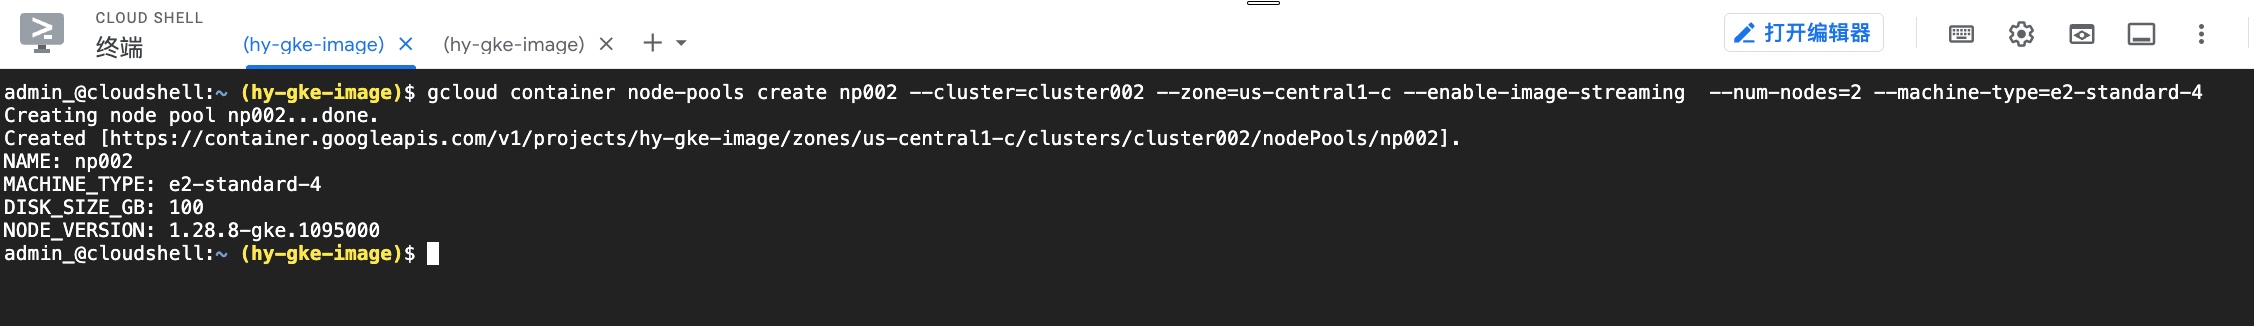 CLOUD SHELL
终端
(hy-gke-image)
(hy-gke-image)
打开编辑器
admin_@cloudshell:~ (hy-gke-image)$ gcloud container node-pools create np002 --cluster=cluster002 --zone=us-central1-c --enable-image-streaming  --num-nodes=2 --machine-type=e2-standard-4
Creating node pool np002...done.
Created [https://container.googleapis.com/v1/projects/hy-gke-image/zones/us-central1-c/clusters/cluster002/nodePools/np002].
NAME: np002
MACHINE_TYPE: e2-standard-4
DISK_SIZE_GB: 100
NODE_VERSION: 1.28.8-gke.1095000
admin_@cloudshell:~ (hy-gke-image)$